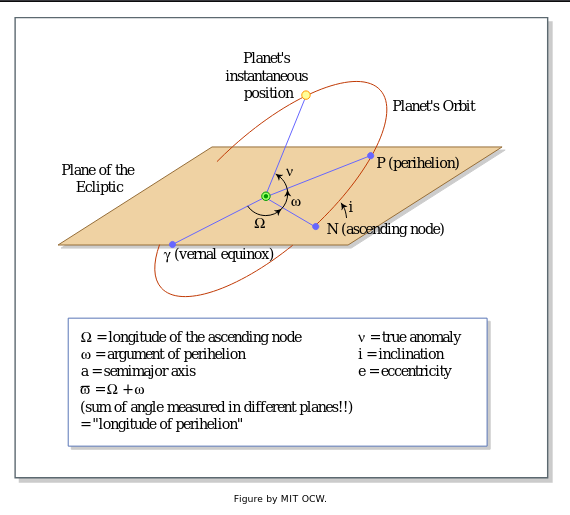 Planet's
instantaneous
position
Planet's Orbit
P (perihelion)
Plane of the
Ecliptic
ν
ω
i
Ω
N (ascending node)
γ (vernal equinox)
Ω = longitude of the ascending node
ω = argument of perihelion
a = semimajor axis
ϖ = Ω + ω
(sum of angle measured in different planes!!)
= "longitude of perihelion"
ν = true anomaly
i = inclination
e = eccentricity
Figure by MIT OCW.